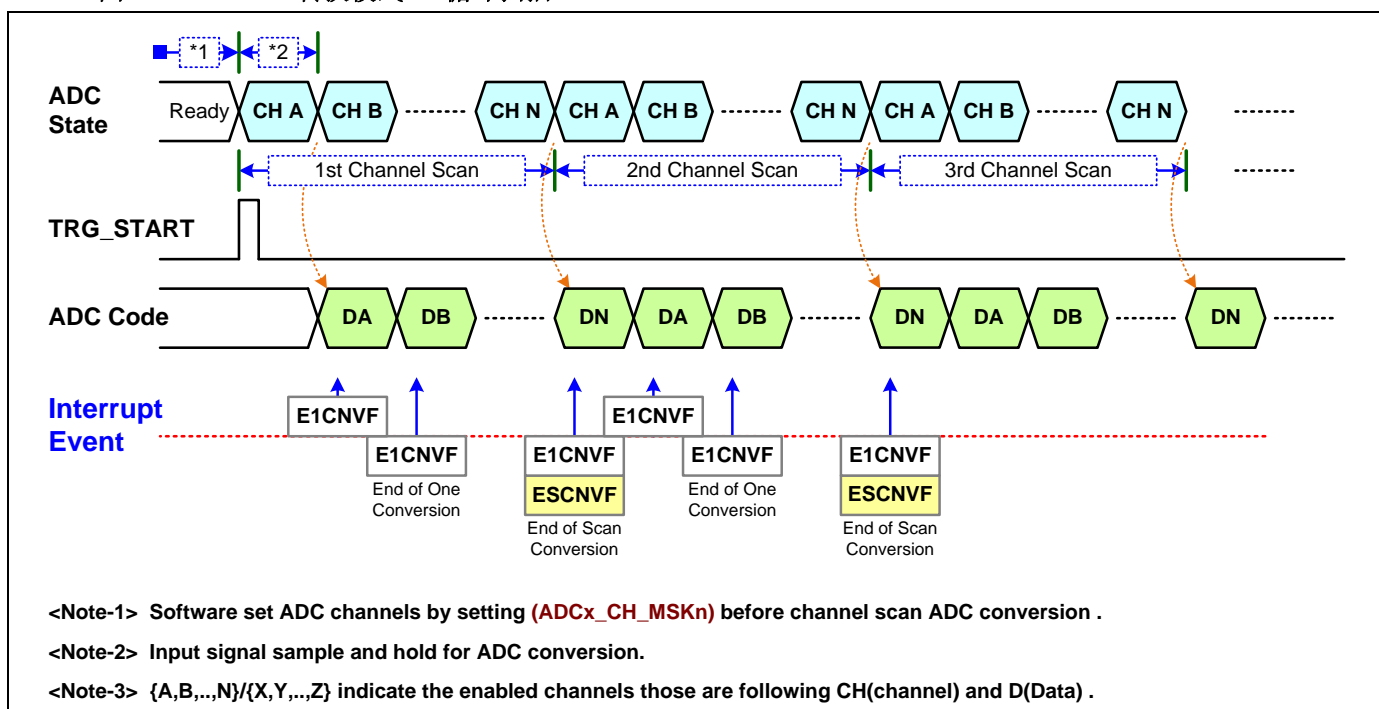 *1 *2
ADC State
Ready CH A CH B CH N CH A CH B CH N CH A CH B CH N
1st Channel Scan 2nd Channel Scan 3rd Channel Scan
TRG_START
ADC Code
DA DB DN DA DB DN DA DB DN
Interrupt Event
E1CNVF E1CNVF
E1CNVF E1CNVF E1CNVF E1CNVF
End of One Conversion
ESCNVF
End of Scan Conversion
End of One Conversion
ESCNVF
End of Scan Conversion
<Note-1> Software set ADC channels by setting (ADCx_CH_MSKn) before channel scan ADC conversion .
<Note-2> Input signal sample and hold for ADC conversion.
<Note-3> {A,B,..,N}/{X,Y,..,Z} indicate the enabled channels those are following CH(channel) and D(Data) .